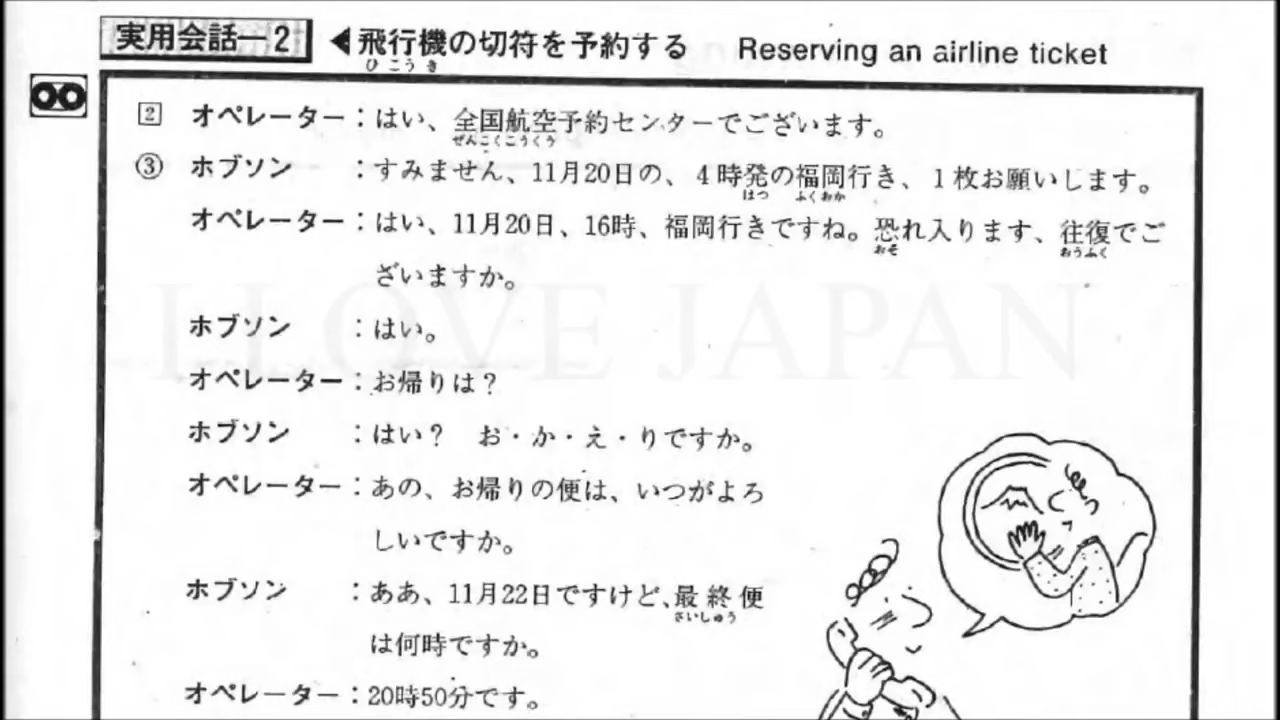 実用会話―2 ◀飛行機の切符を予約する Reserving an airline ticket
ひこうき
2 オペレーター：はい、全国航空予約センターでございます。
ぜんこくこうくう
③ ホブソン ：すみません、11月20日の、4時発の福岡行き、1枚お願いします。
はつ ふくおか
オペレーター：はい、11月20日、16時、福岡行きですね。恐れ入ります、往復でご
おそ おうふく
ざいますか。
I LOVE JAPAN
ホブソン ：はい。
オペレーター：お帰りは？
ホブソン ：はい？ お・か・え・りですか。
オペレーター：あの、お帰りの便は、いつがよろ
しいですか。
ホブソン ：ああ、11月22日ですけど、最終便
さいしゅう
は何時ですか。
オペレーター：20時50分です。